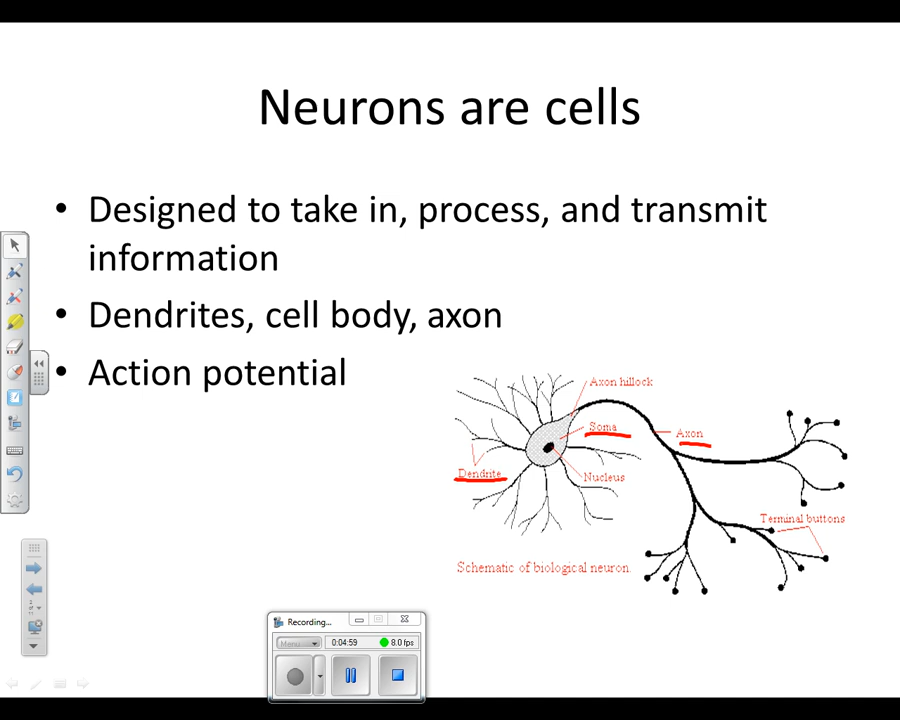 Neurons are cells
• Designed to take in, process, and transmit
information
• Dendrites, cell body, axon
• Action potential
Axon hillock
Soma
Axon
Dendrite
Nucleus
Terminal buttons
Schematic of biological neuron.
Recording...
Menu
0:04:59
8.0 fps